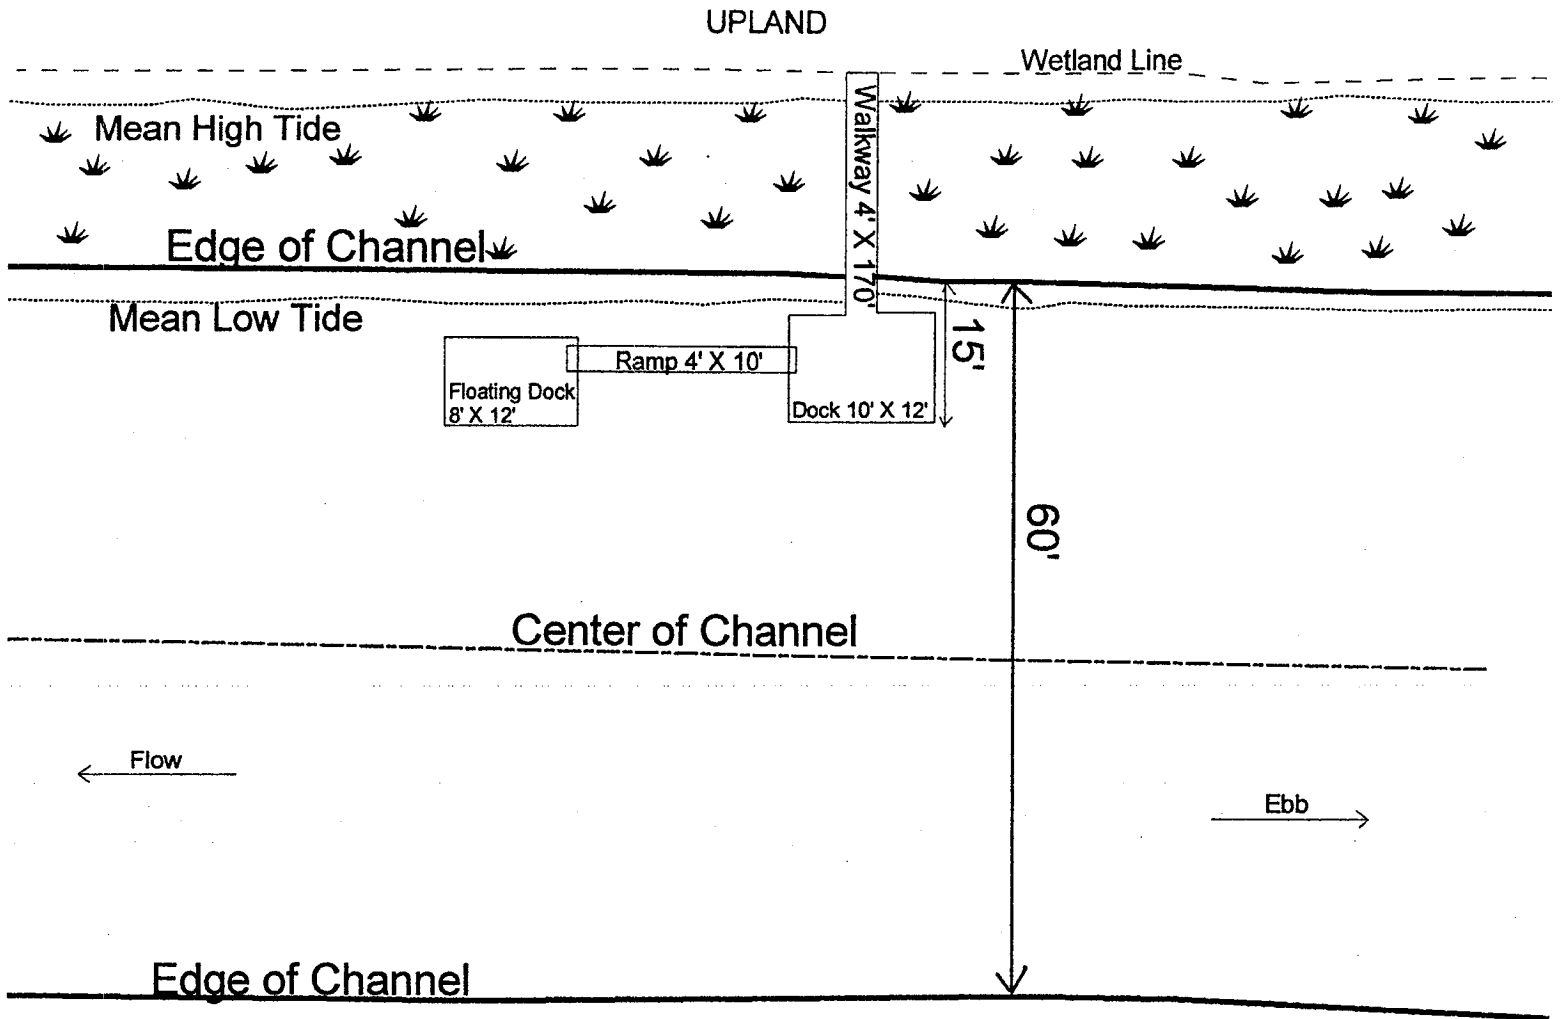 UPLAND
Wetland Line
Mean High Tide
Walkway 4' X 170'
Edge of Channel
Mean Low Tide
15'
Ramp 4' X 10'
Floating Dock
8' X 12'
Dock 10' X 12'
60'
Center of Channel
Flow
Ebb
Edge of Channel